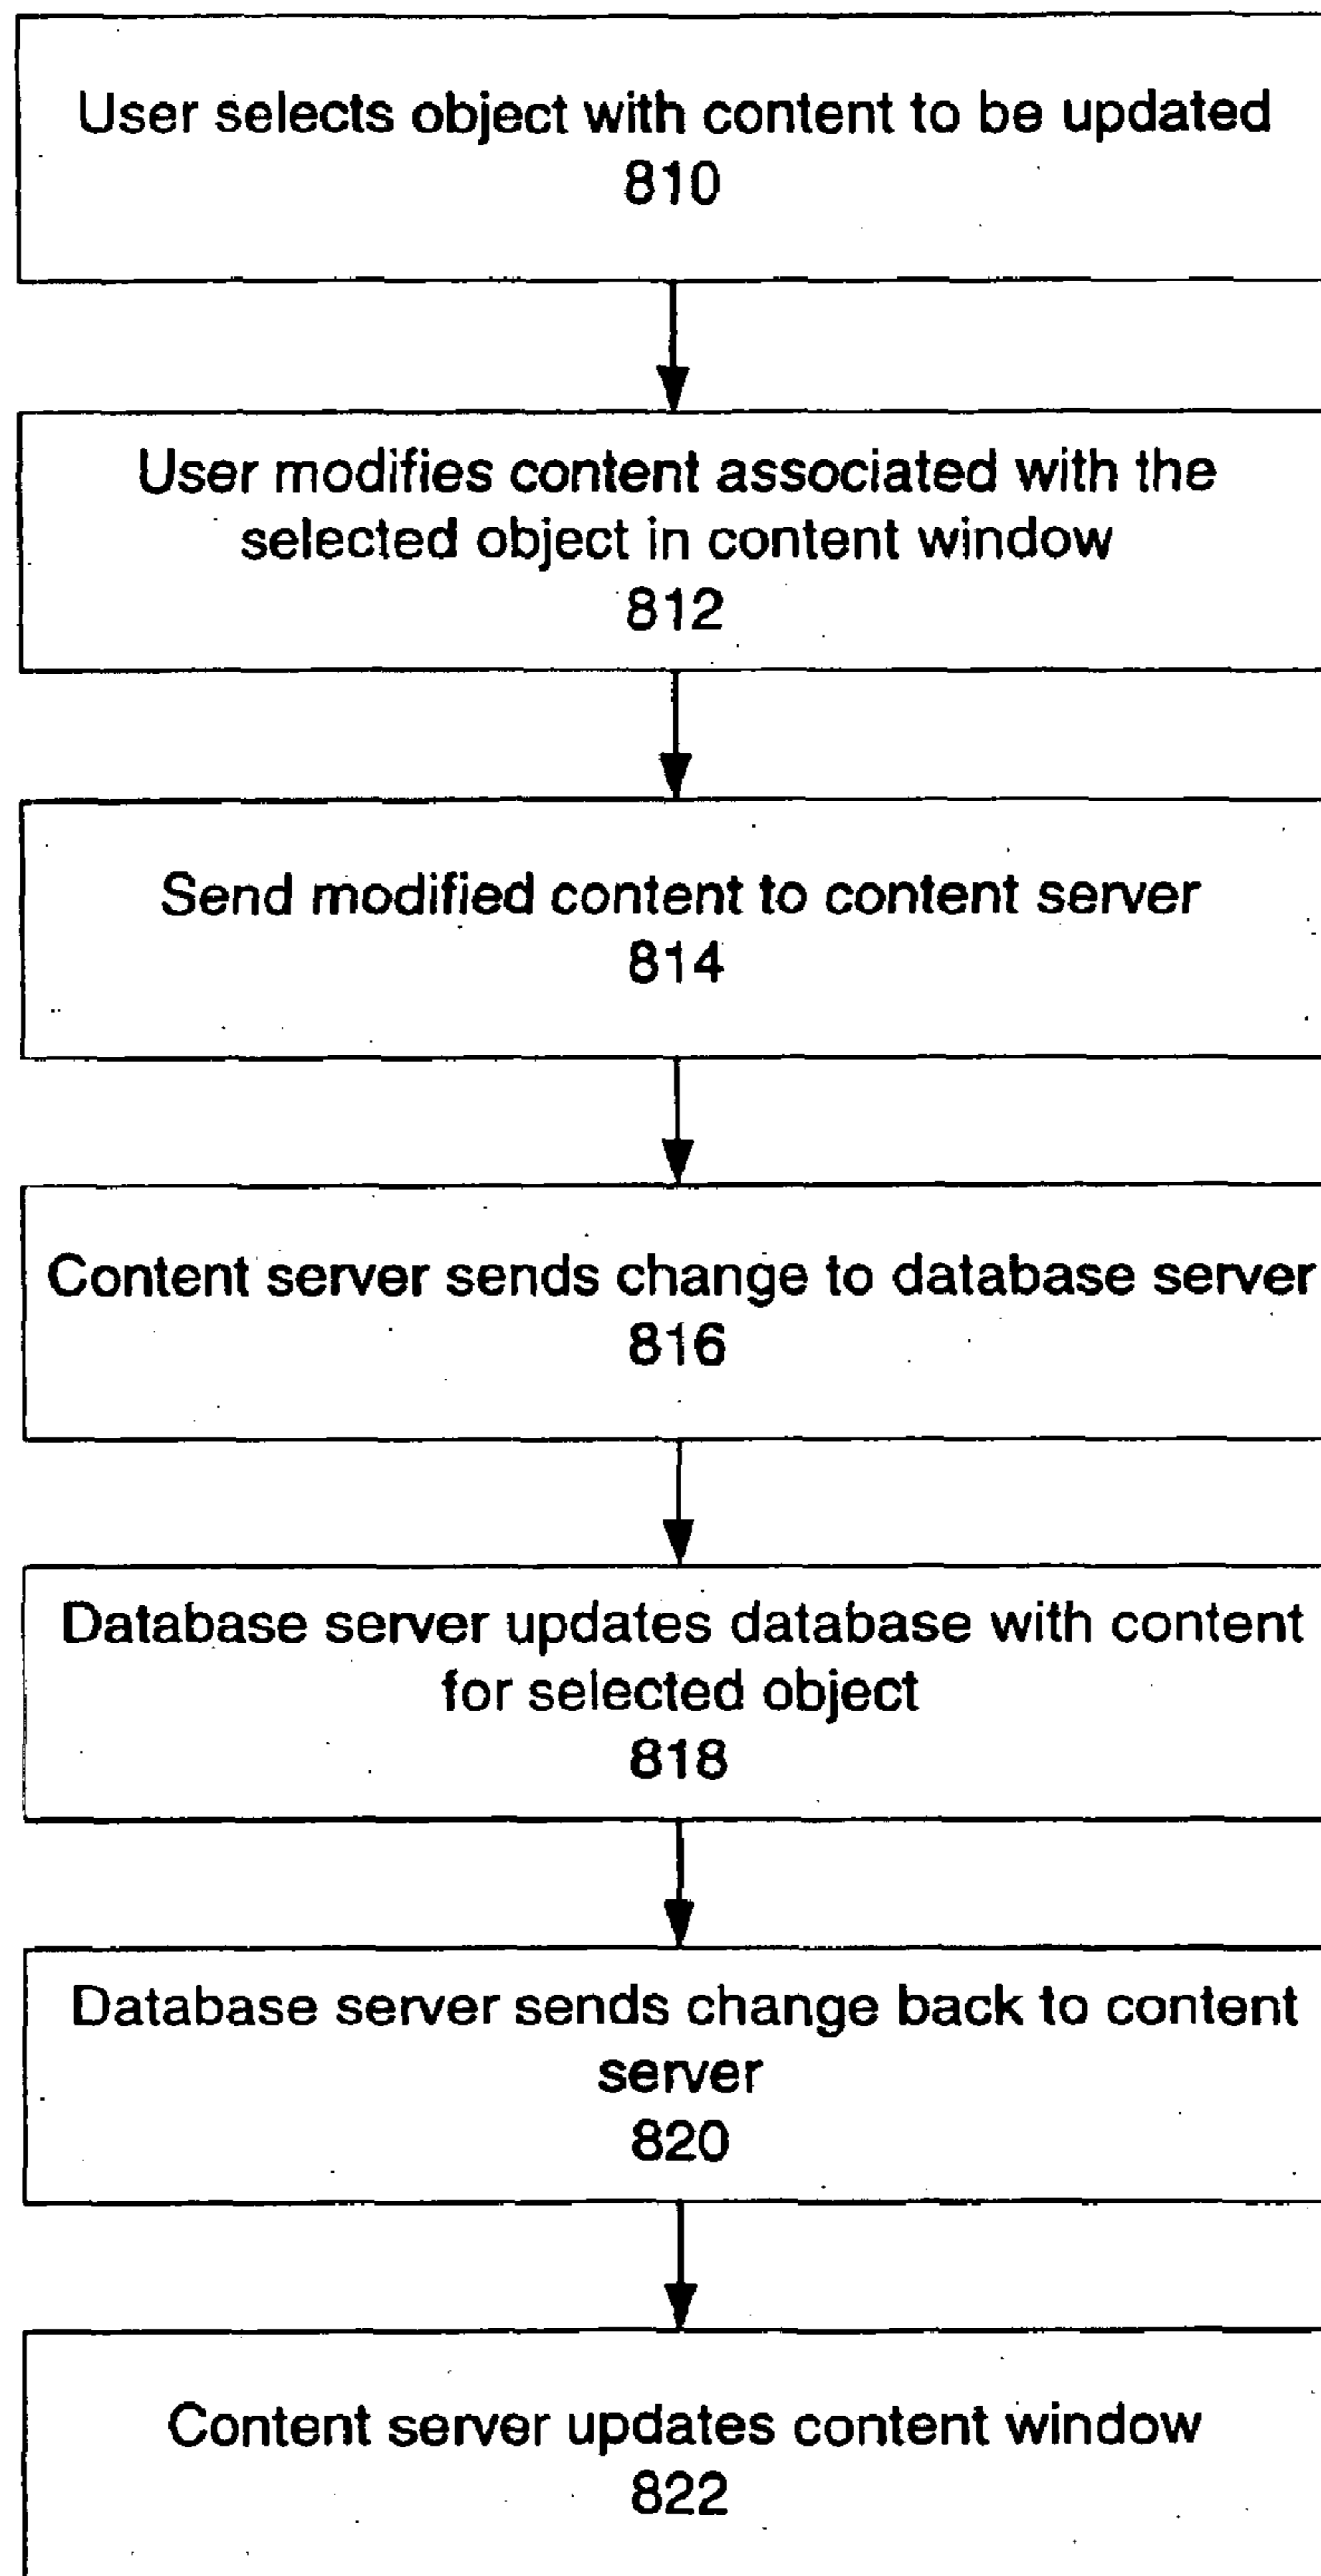 User selects object with content to be updated
810
User modifies content associated with the
selected object in content window
812
Send modified content to content server
814
Content server sends change to database server
816
Database server updates database with content
for selected object
818
Database server sends change back to content
server
820
Content server updates content window
822